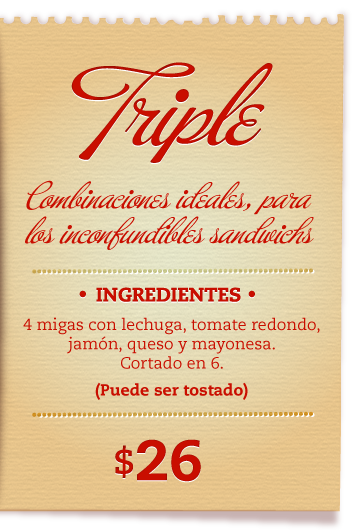 Triple
Combinaciones ideales, para
los inconfundibles sandwichs
• INGREDIENTES •
4 migas con lechuga, tomate redondo,
jamón, queso y mayonesa.
Cortado en 6.
(Puede ser tostado)
$26